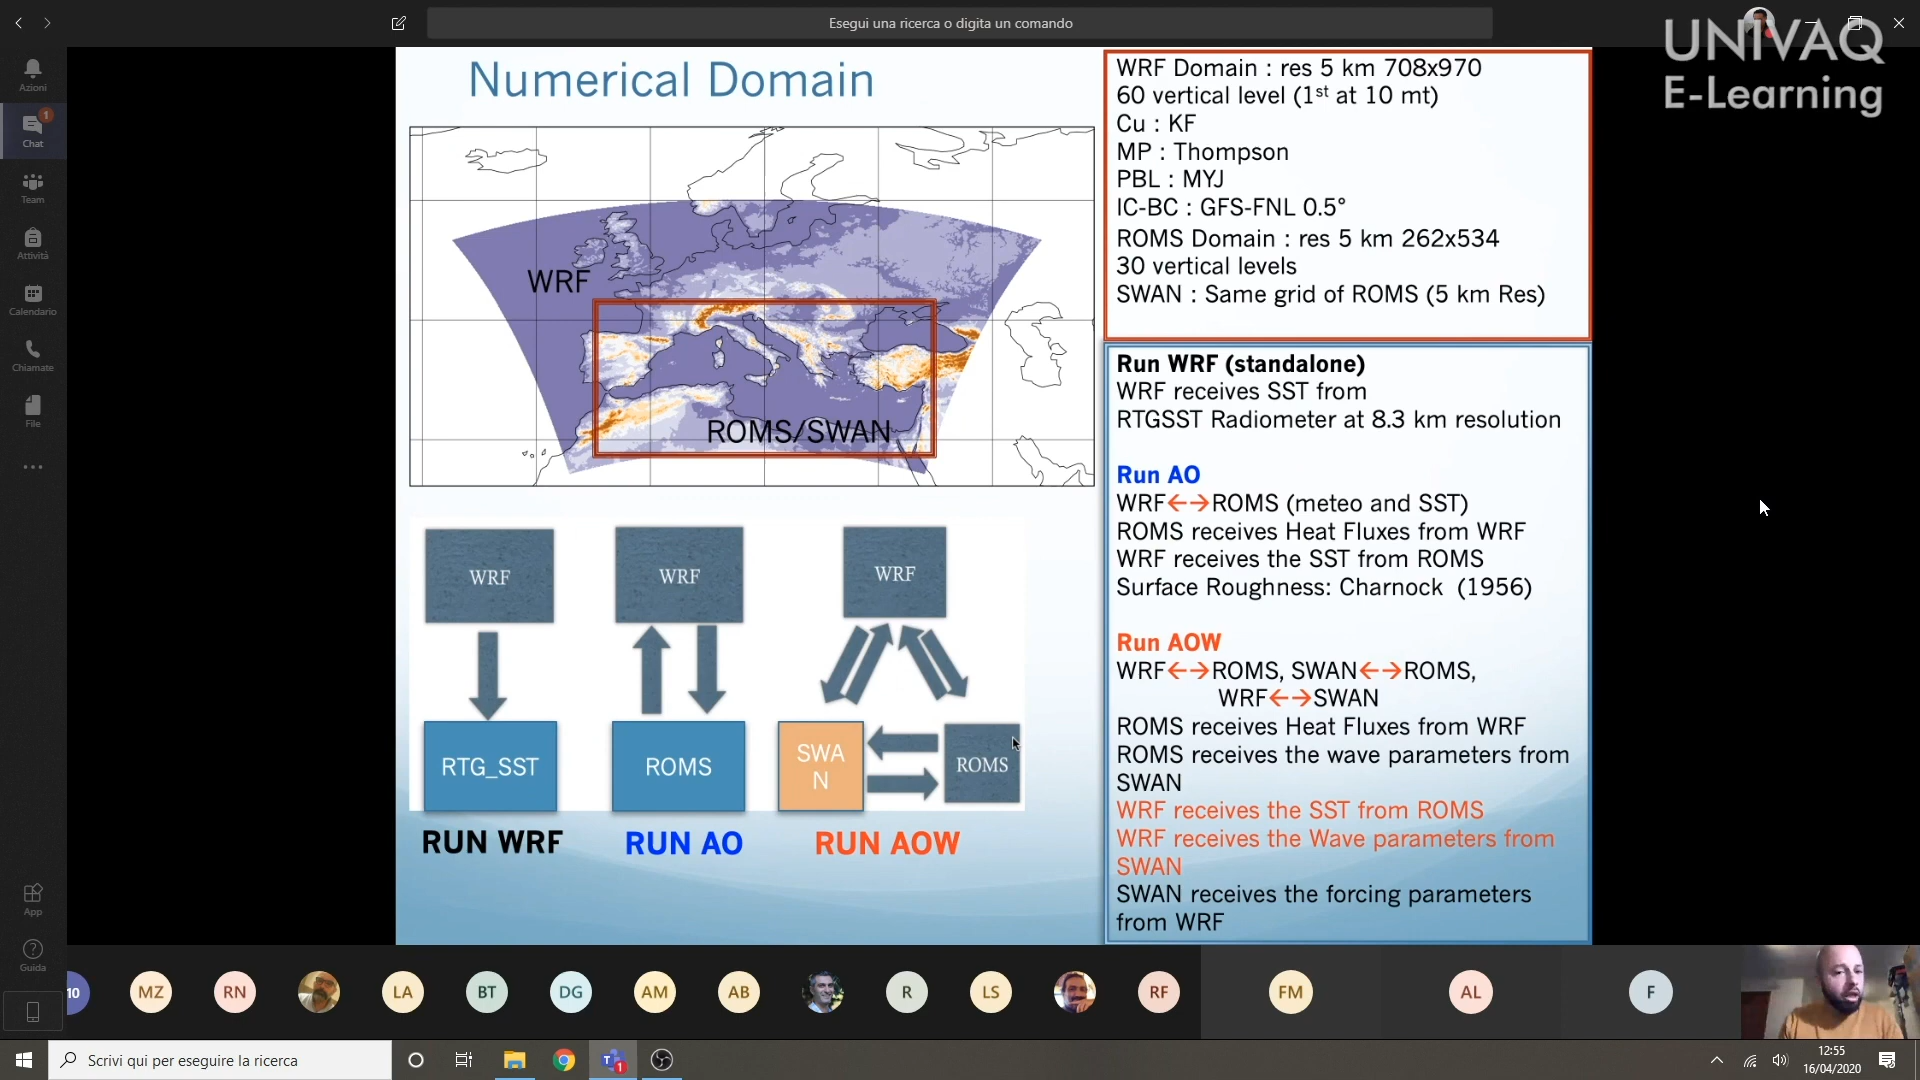 Esegui una ricerca o digita un comando
UNIVAQ
E-Learning
Azioni
1
Chat
Team
Attività
Calendario
Chiamate
File
App
Guida
Numerical Domain
WRF
ROMS/SWAN
WRF
RTG_SST
RUN WRF
WRF
ROMS
RUN AO
WRF
SWA
N
ROMS
RUN AOW
WRF Domain : res 5 km 708x970
60 vertical level (1st at 10 mt)
Cu : KF
MP : Thompson
PBL : MYJ
IC-BC : GFS-FNL 0.5°
ROMS Domain : res 5 km 262x534
30 vertical levels
SWAN : Same grid of ROMS (5 km Res)
Run WRF (standalone)
WRF receives SST from
RTGSST Radiometer at 8.3 km resolution
Run AO
WRF←→ROMS (meteo and SST)
ROMS receives Heat Fluxes from WRF
WRF receives the SST from ROMS
Surface Roughness: Charnock (1956)
Run AOW
WRF←→ROMS, SWAN←→ROMS,
WRF←→SWAN
ROMS receives Heat Fluxes from WRF
ROMS receives the wave parameters from
SWAN
WRF receives the SST from ROMS
WRF receives the Wave parameters from
SWAN
SWAN receives the forcing parameters
from WRF
10
MZ
RN
LA
BT
DG
AM
AB
R
LS
RF
FM
AL
F
Scrivi qui per eseguire la ricerca
1
12:55
16/04/2020